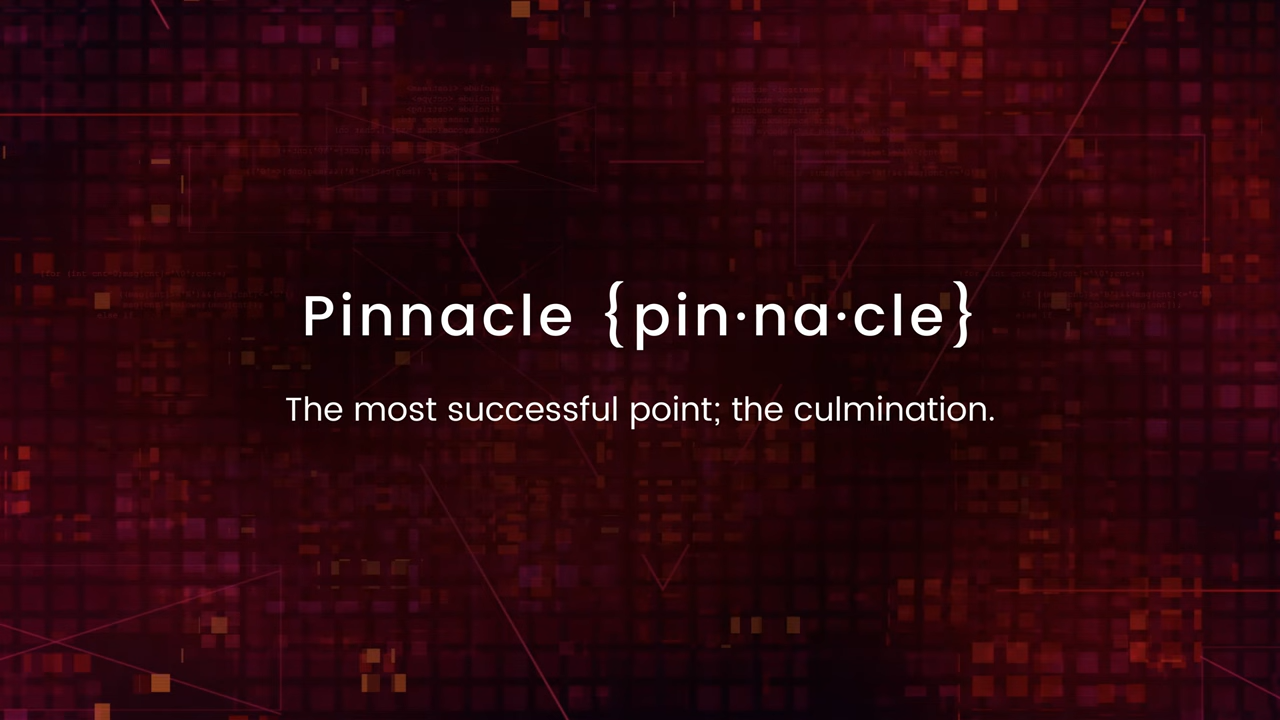 Pinnacle {pin·na·cle}
The most successful point; the culmination.